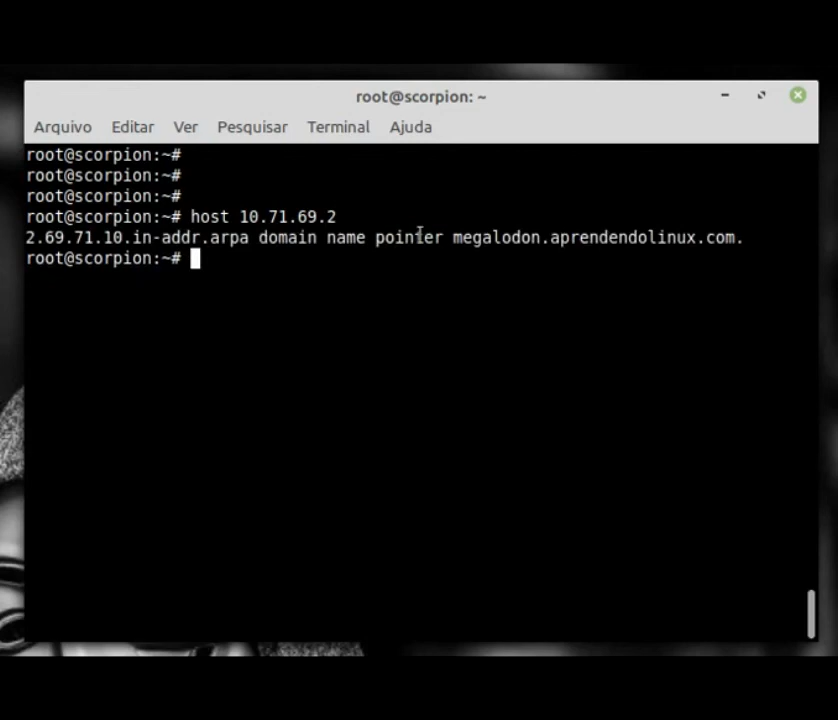 root@scorpion: ~
Arquivo Editar Ver Pesquisar Terminal Ajuda
root@scorpion:~#
root@scorpion:~#
root@scorpion:~#
root@scorpion:~# host 10.71.69.2
2.69.71.10.in-addr.arpa domain name pointer megalodon.aprendendolinux.com.
root@scorpion:~#